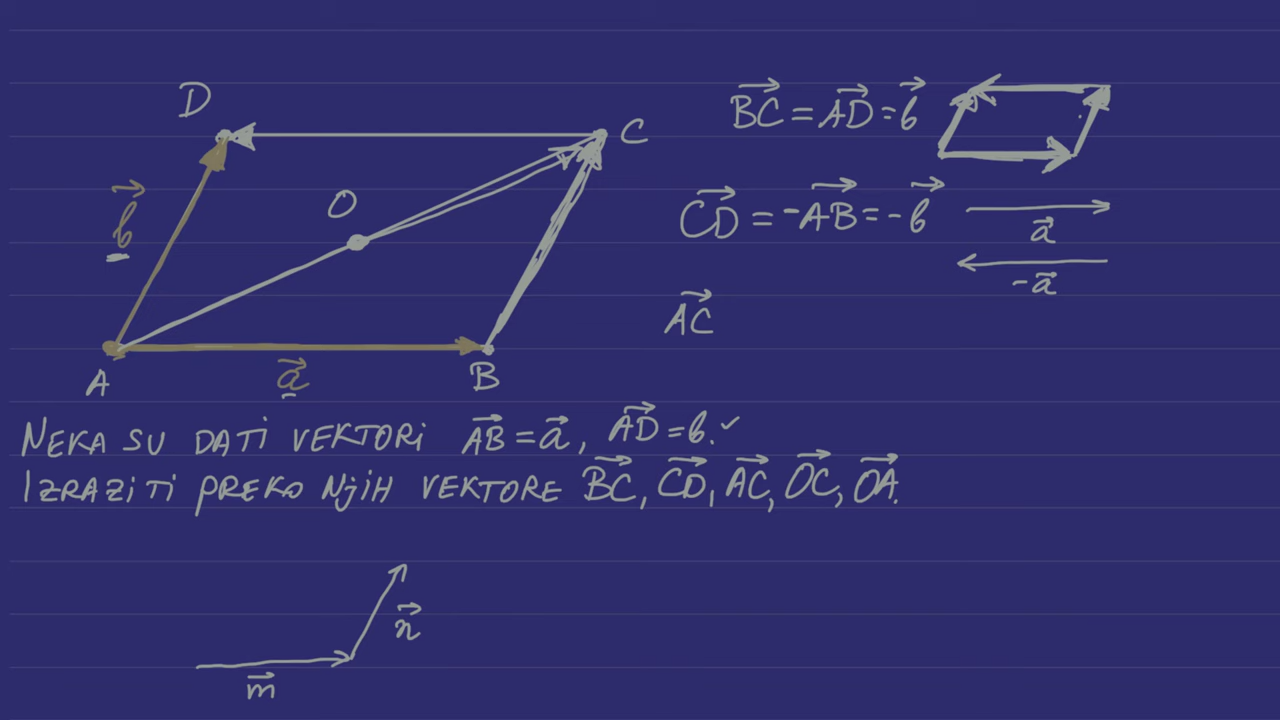 D
C
O
b⃗
A
a⃗
B
BC⃗ = AD⃗ = b⃗
CD⃗ = -AB⃗ = -b⃗
a⃗
-a⃗
AC⃗
NEKA SU DATI VEKTORI AB⃗ = a⃗, AD⃗ = b. ✓
IZRAZITI PREKO NJIH VEKTORE BC⃗, CD⃗, AC⃗, OC⃗, OA⃗.
n⃗
m⃗